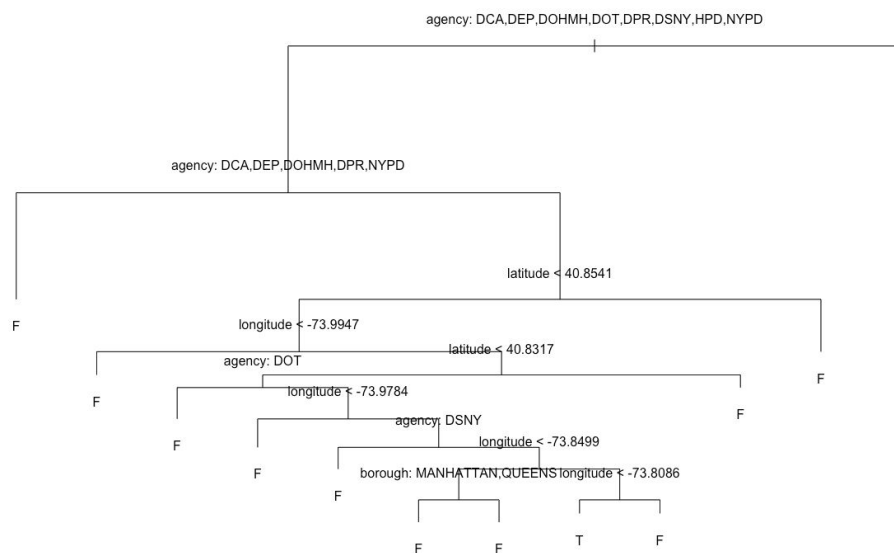 agency: DCA,DEP,DOHMH,DOT,DPR,DSNY,HPD,NYPD
agency: DCA,DEP,DOHMH,DPR,NYPD
latitude < 40.8541
F
longitude < -73.9947
latitude < 40.8317
agency: DOT
F
F
longitude < -73.9784
F
F
agency: DSNY
F
longitude < -73.8499
borough: MANHATTAN,QUEENS
longitude < -73.8086
F
F
F
T
F